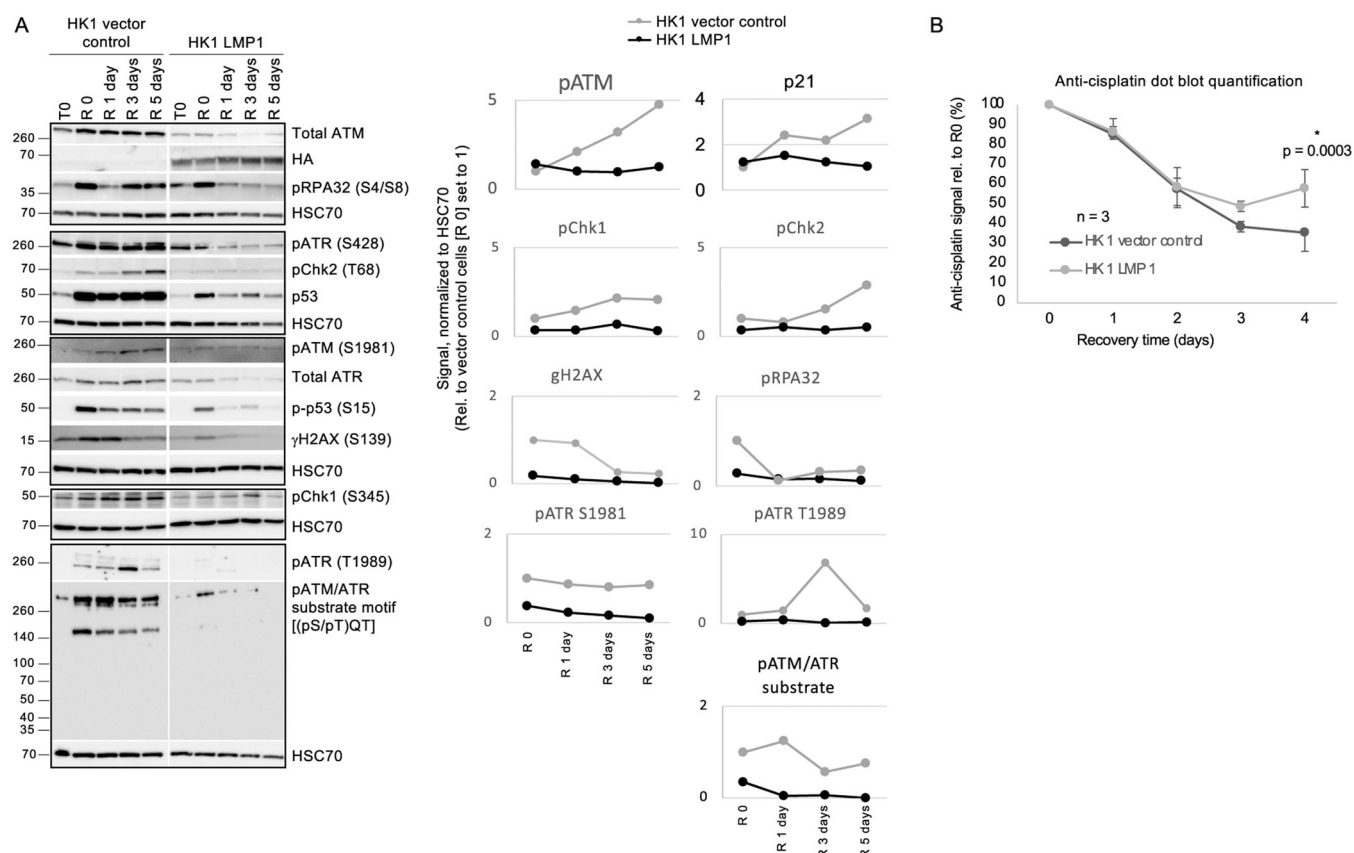 A
HK1 vector
control
HK1 LMP1
T0
R 0
R 1 day
R 3 days
R 5 days
T0
R 0
R 1 day
R 3 days
R 5 days
260
Total ATM
70
HA
35
pRPA32 (S4/S8)
70
HSC70
260
pATR (S428)
pChk2 (T68)
50
p53
70
HSC70
260
pATM (S1981)
260
Total ATR
50
p-p53 (S15)
15
γH2AX (S139)
70
HSC70
50
pChk1 (S345)
70
HSC70
260
pATR (T1989)
pATM/ATR
substrate motif
[(pS/pT)QT]
260
140
100
70
50
40
35
70
HSC70
HK1 vector control
HK1 LMP1
Signal, normalized to HSC70
(Rel. to vector control cells [R 0] set to 1)
pATM
5
0
p21
4
2
0
pChk1
5
0
pChk2
5
0
gH2AX
2
0
pRPA32
2
0
pATR S1981
2
0
R 0
R 1 day
R 3 days
R 5 days
pATR T1989
10
0
pATM/ATR
substrate
2
0
R 0
R 1 day
R 3 days
R 5 days
B
Anti-cisplatin dot blot quantification
Anti-cisplatin signal rel. to R0 (%)
100
90
80
70
60
50
40
30
20
10
0
*
p = 0.0003
n = 3
HK1 vector control
HK1 LMP1
0
1
2
3
4
Recovery time (days)